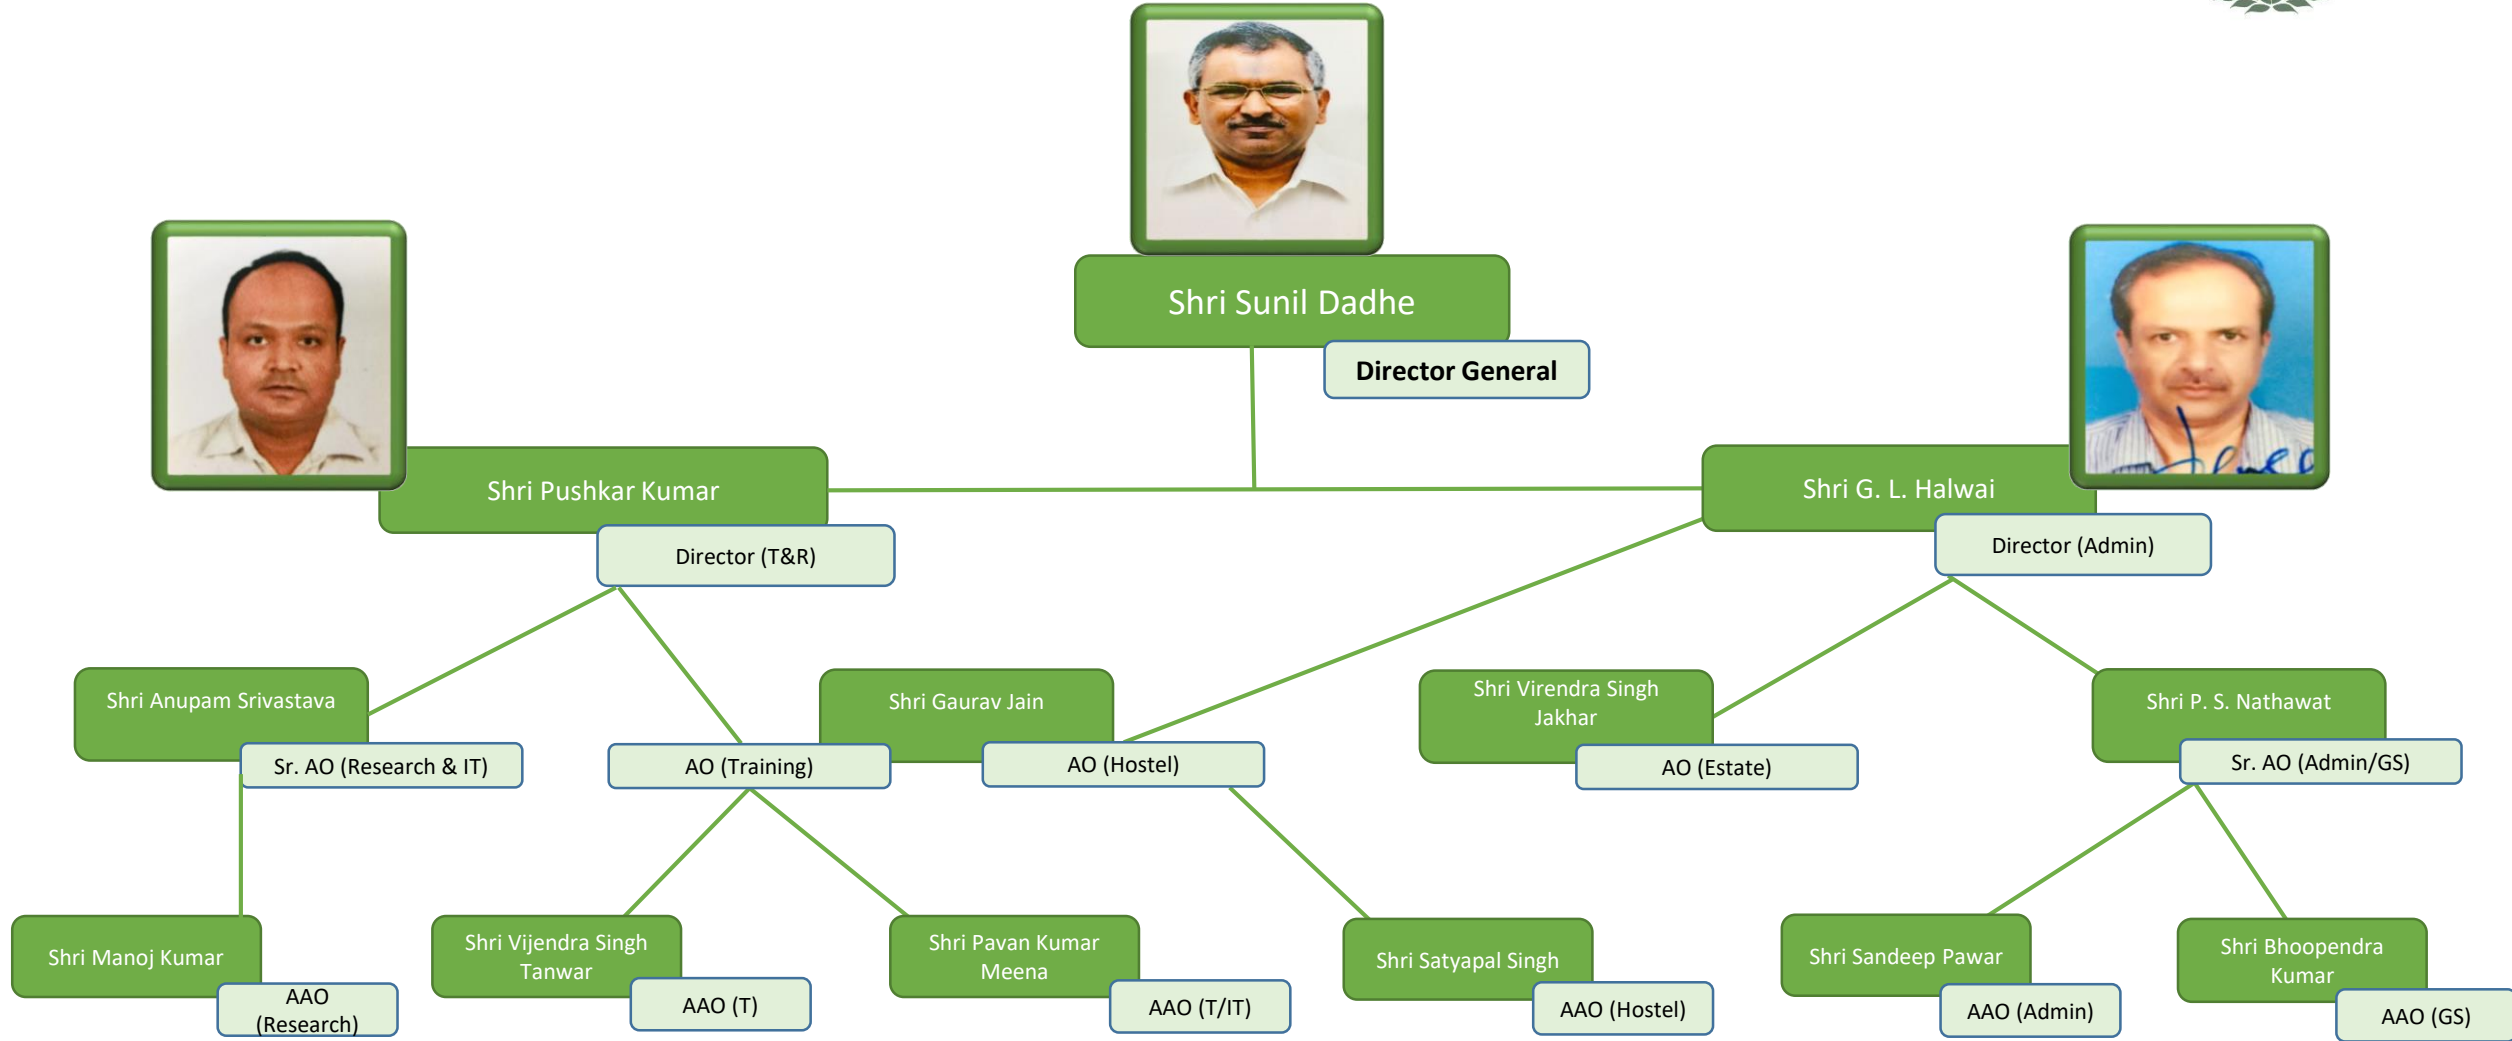 Shri Sunil Dadhe
Director General
Shri Pushkar Kumar
Director (T&R)
Shri G. L. Halwai
Director (Admin)
Shri Anupam Srivastava
Sr. AO (Research & IT)
AO (Training)
Shri Gaurav Jain
AO (Hostel)
Shri Virendra Singh
Jakhar
AO (Estate)
Shri P. S. Nathawat
Sr. AO (Admin/GS)
Shri Manoj Kumar
AAO
(Research)
Shri Vijendra Singh
Tanwar
AAO (T)
Shri Pavan Kumar
Meena
AAO (T/IT)
Shri Satyapal Singh
AAO (Hostel)
Shri Sandeep Pawar
AAO (Admin)
Shri Bhoopendra
Kumar
AAO (GS)